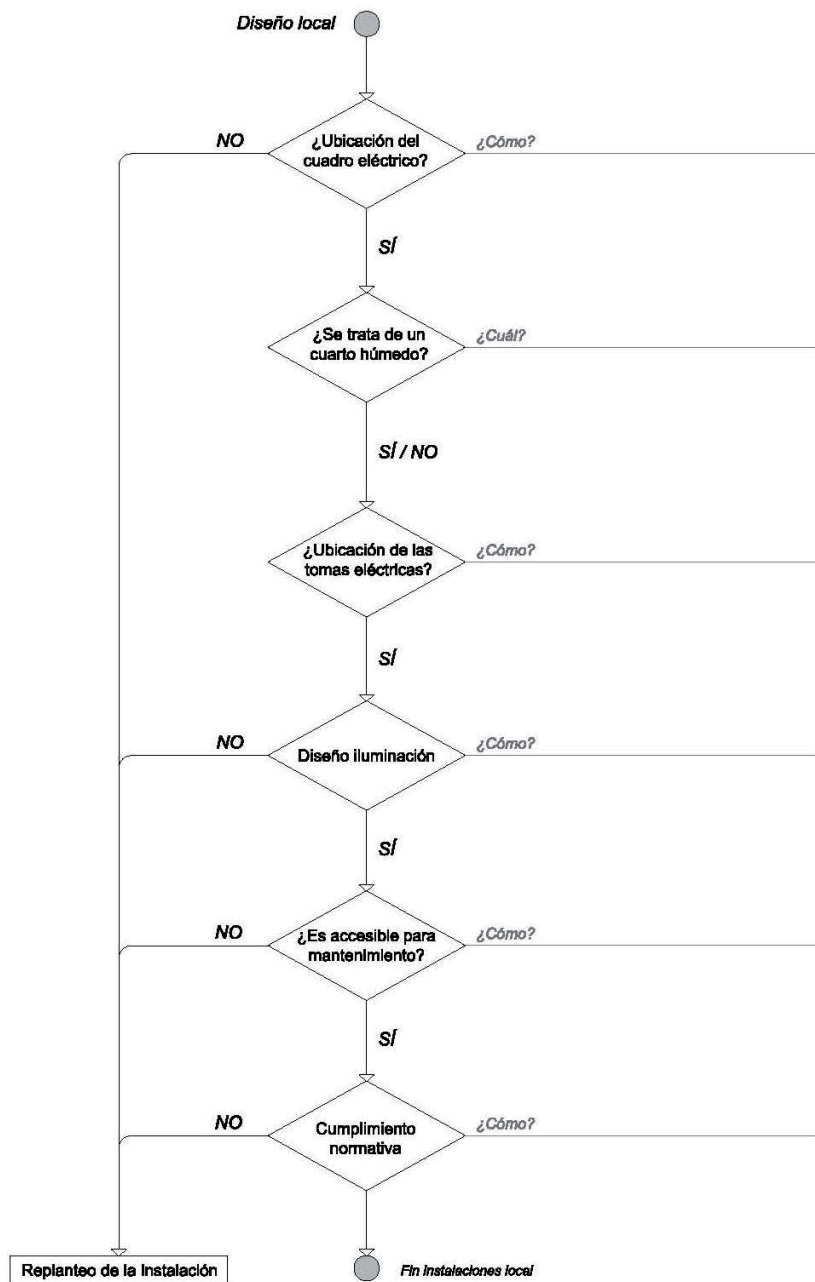 Diseño local
NO
¿Ubicación del
cuadro eléctrico?
¿Cómo?
SÍ
¿Se trata de un
cuarto húmedo?
¿Cuál?
SÍ / NO
¿Ubicación de las
tomas eléctricas?
¿Cómo?
SÍ
NO
Diseño iluminación
¿Cómo?
SÍ
NO
¿Es accesible para
mantenimiento?
¿Cómo?
SÍ
NO
Cumplimiento
normativa
¿Cómo?
Replanteo de la instalación
Fin instalaciones local